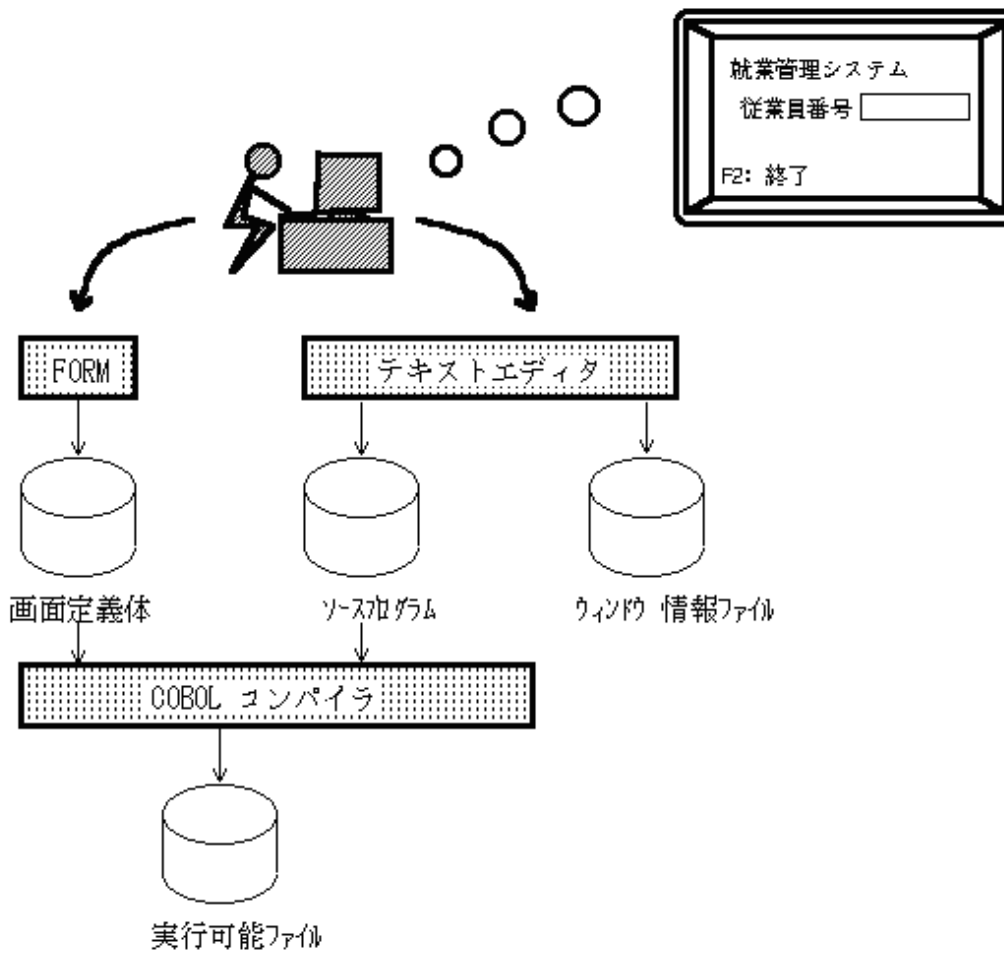 就業管理システム
従業員番号
F2: 終了
FORM
テキストエディタ
画面定義体
ｿｰｽﾌﾟﾛｸﾞﾗﾑ
ｳｨﾝﾄﾞｳ 情報ﾌｧｲﾙ
COBOL コンパイラ
実行可能ﾌｧｲﾙ